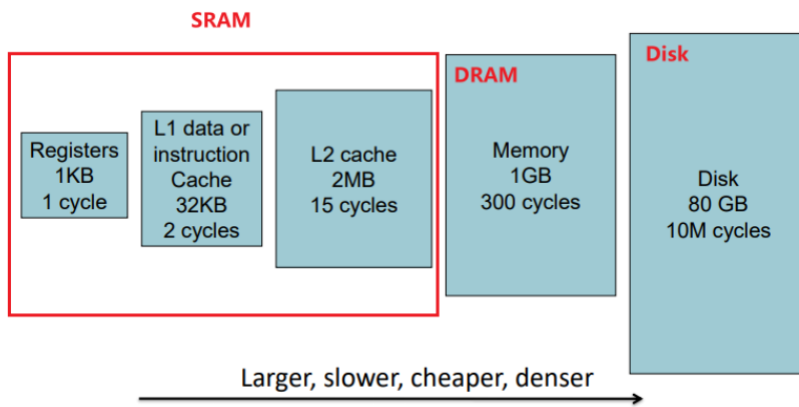 SRAM
Registers
1KB
1 cycle
L1 data or
instruction
Cache
32KB
2 cycles
L2 cache
2MB
15 cycles
DRAM
Memory
1GB
300 cycles
Disk
Disk
80 GB
10M cycles
Larger, slower, cheaper, denser